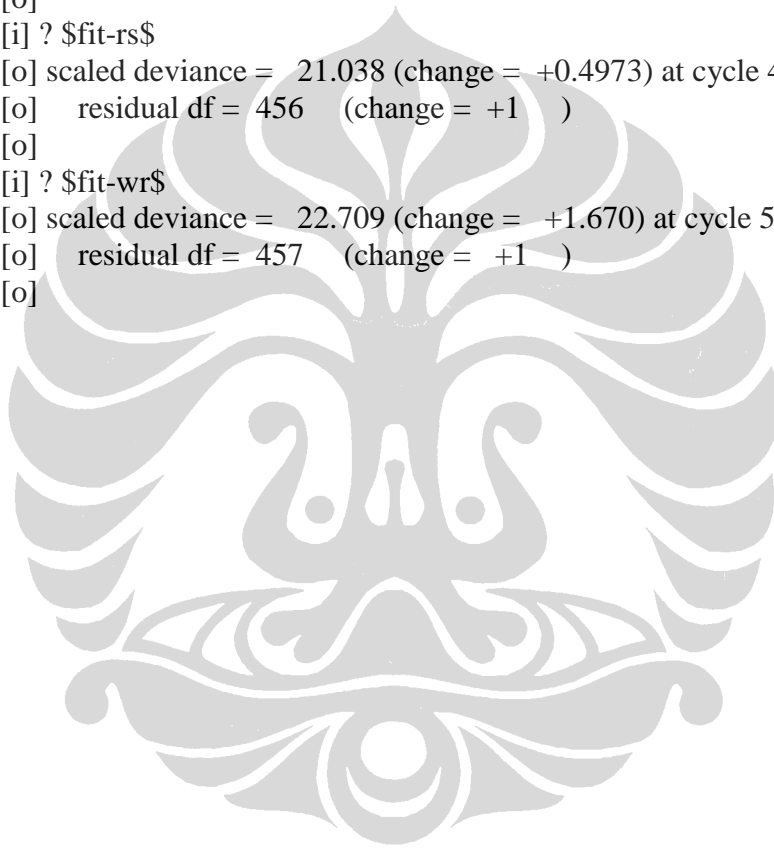 [o]
[i] ? $fit-rs$
[o] scaled deviance = 21.038 (change = +0.4973) at cycle 4
[o] residual df = 456 (change = +1 )
[o]
[i] ? $fit-wr$
[o] scaled deviance = 22.709 (change = +1.670) at cycle 5
[o] residual df = 457 (change = +1 )
[o]